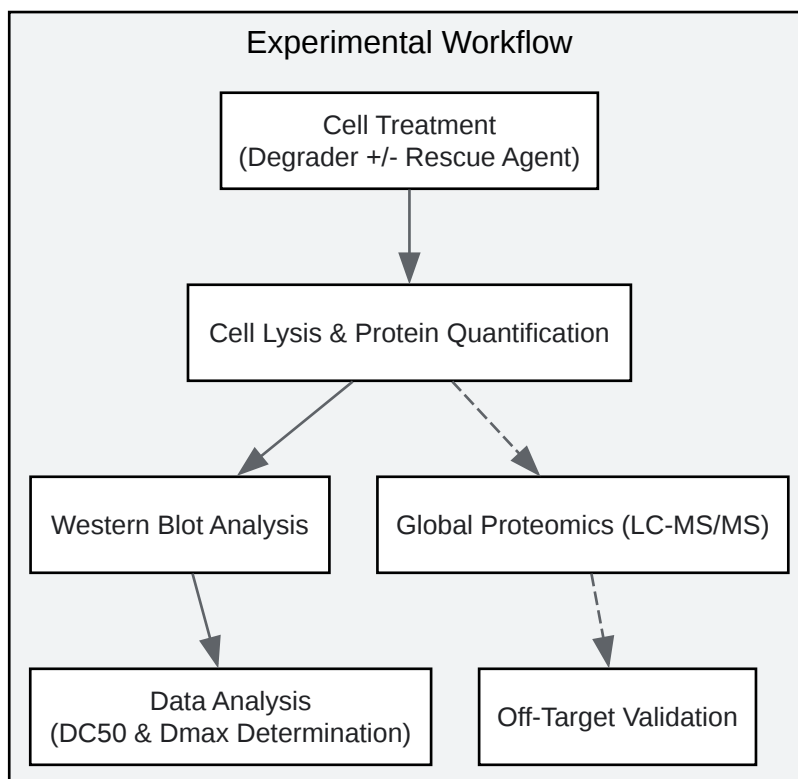 Experimental Workflow
Cell Treatment
(Degrader +/- Rescue Agent)
Cell Lysis & Protein Quantification
Western Blot Analysis
Global Proteomics (LC-MS/MS)
Data Analysis
(DC50 & Dmax Determination)
Off-Target Validation